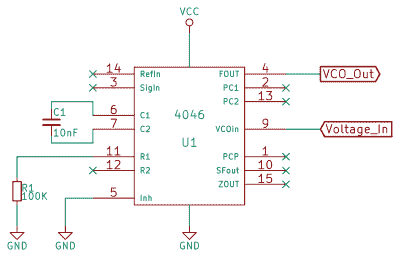 VCC
14 RefIn FOUT 4 VCO_Out
3 SigIn PC1 2
PC2 13
C1
10nF
6 C1 4046
7 C2 VCOin 9 Voltage_In
U1
11 R1 PCP 1
12 R2 SFout 10
ZOUT 15
R1
100K
5 Inh
GND GND GND